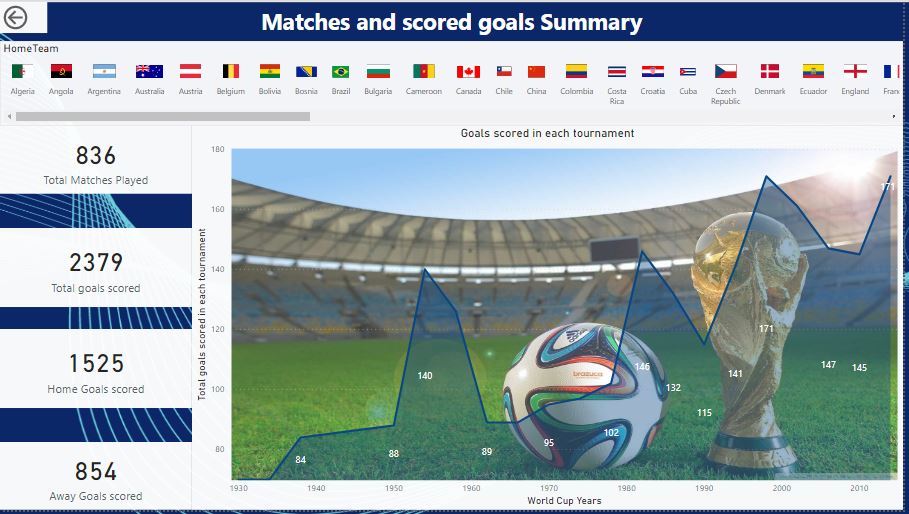 Matches and scored goals Summary
HomeTeam
Algeria Angola Argentina Australia Austria Belgium Bolivia Bosnia Brazil Bulgaria Cameroon Canada Chile China Colombia Costa Rica Croatia Cuba Czech Republic Denmark Ecuador England Franc
836
Total Matches Played
2379
Total goals scored
1525
Home Goals scored
854
Away Goals scored
Goals scored in each tournament
Total goals scored in each tournament
180
160
140
120
100
80
84
88
140
89
95
102
146
132
115
141
171
147
145
171
brazuca
1930 1940 1950 1960 1970 1980 1990 2000 2010
World Cup Years